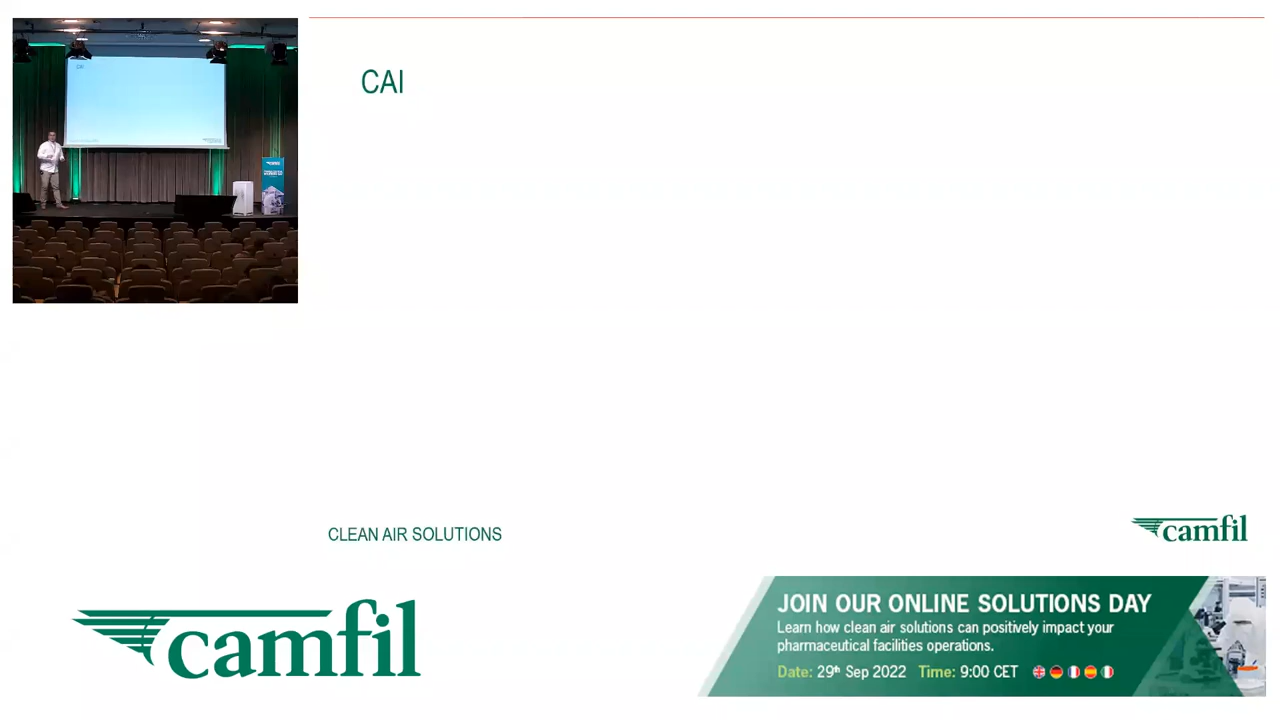 CAI
CLEAN AIR SOLUTIONS
camfil
camfil
JOIN OUR ONLINE SOLUTIONS DAY
Learn how clean air solutions can positively impact your
pharmaceutical facilities operations.
Date: 29th Sep 2022 Time: 9:00 CET